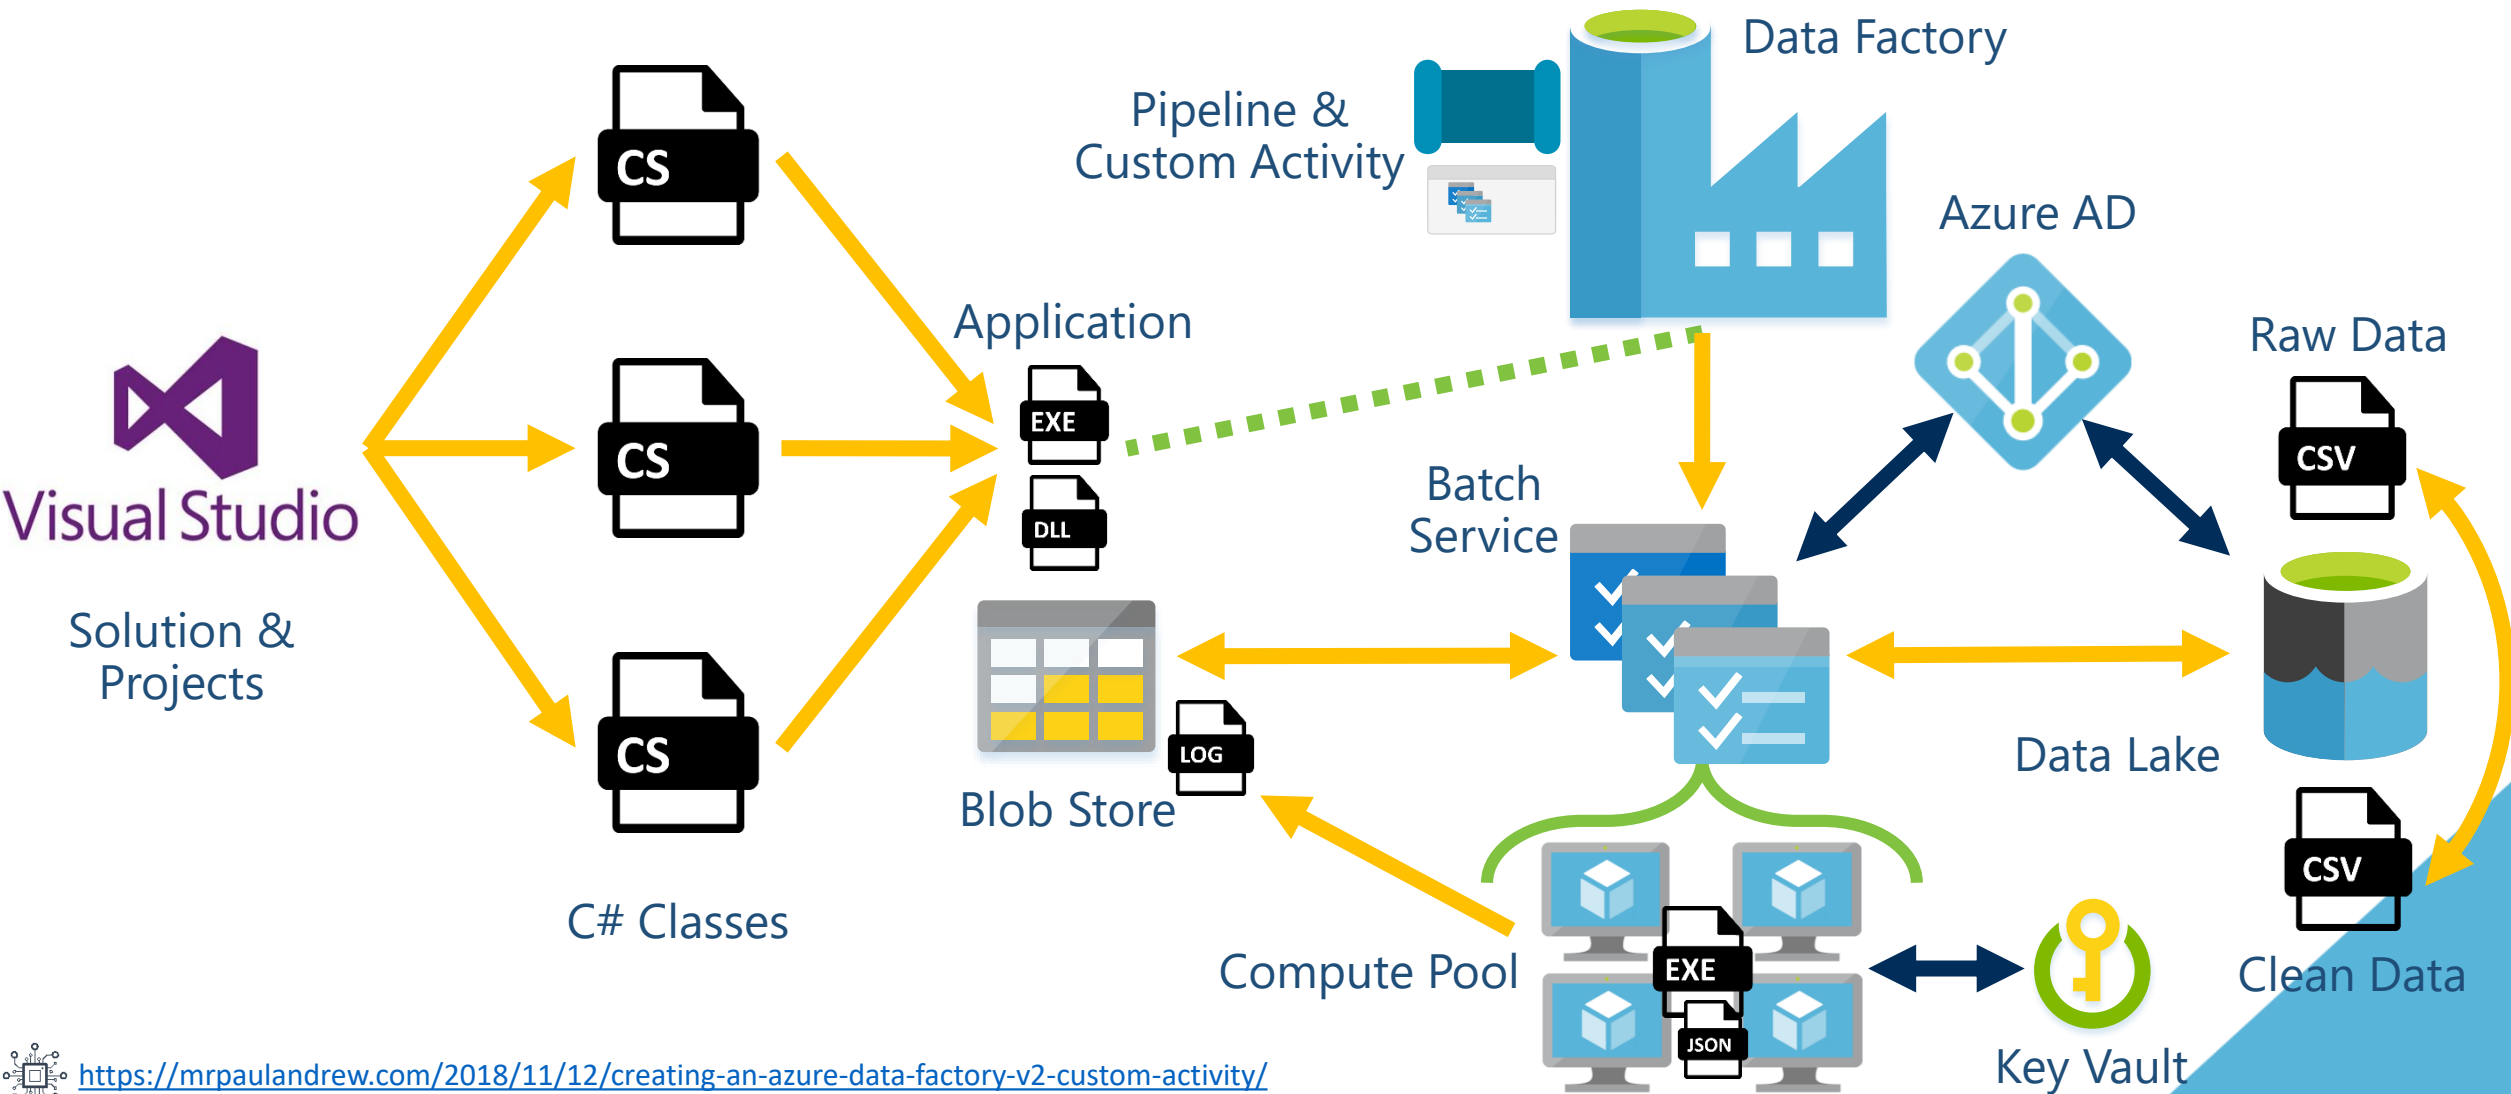 Data Factory
Pipeline &
Custom Activity
CS
Azure AD
Application
Raw Data
EXE
CS
CSV
Visual Studio
Batch
Service
DLL
Solution &
Projects
CS
LOG
Data Lake
Blob Store
CSV
C# Classes
Compute Pool
EXE
Clean Data
JSON
Key Vault
https://mrpaulandrew.com/2018/11/12/creating-an-azure-data-factory-v2-custom-activity/